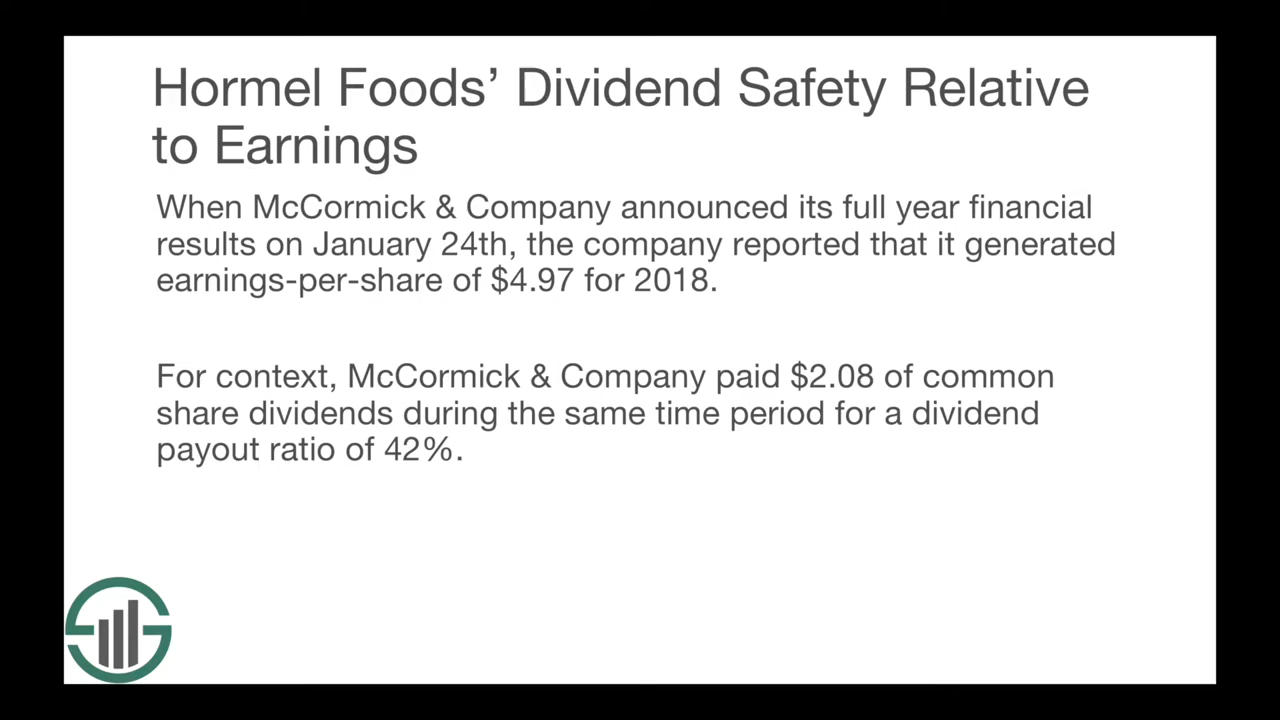 Hormel Foods’ Dividend Safety Relative
to Earnings
When McCormick & Company announced its full year financial
results on January 24th, the company reported that it generated
earnings-per-share of $4.97 for 2018.
For context, McCormick & Company paid $2.08 of common
share dividends during the same time period for a dividend
payout ratio of 42%.